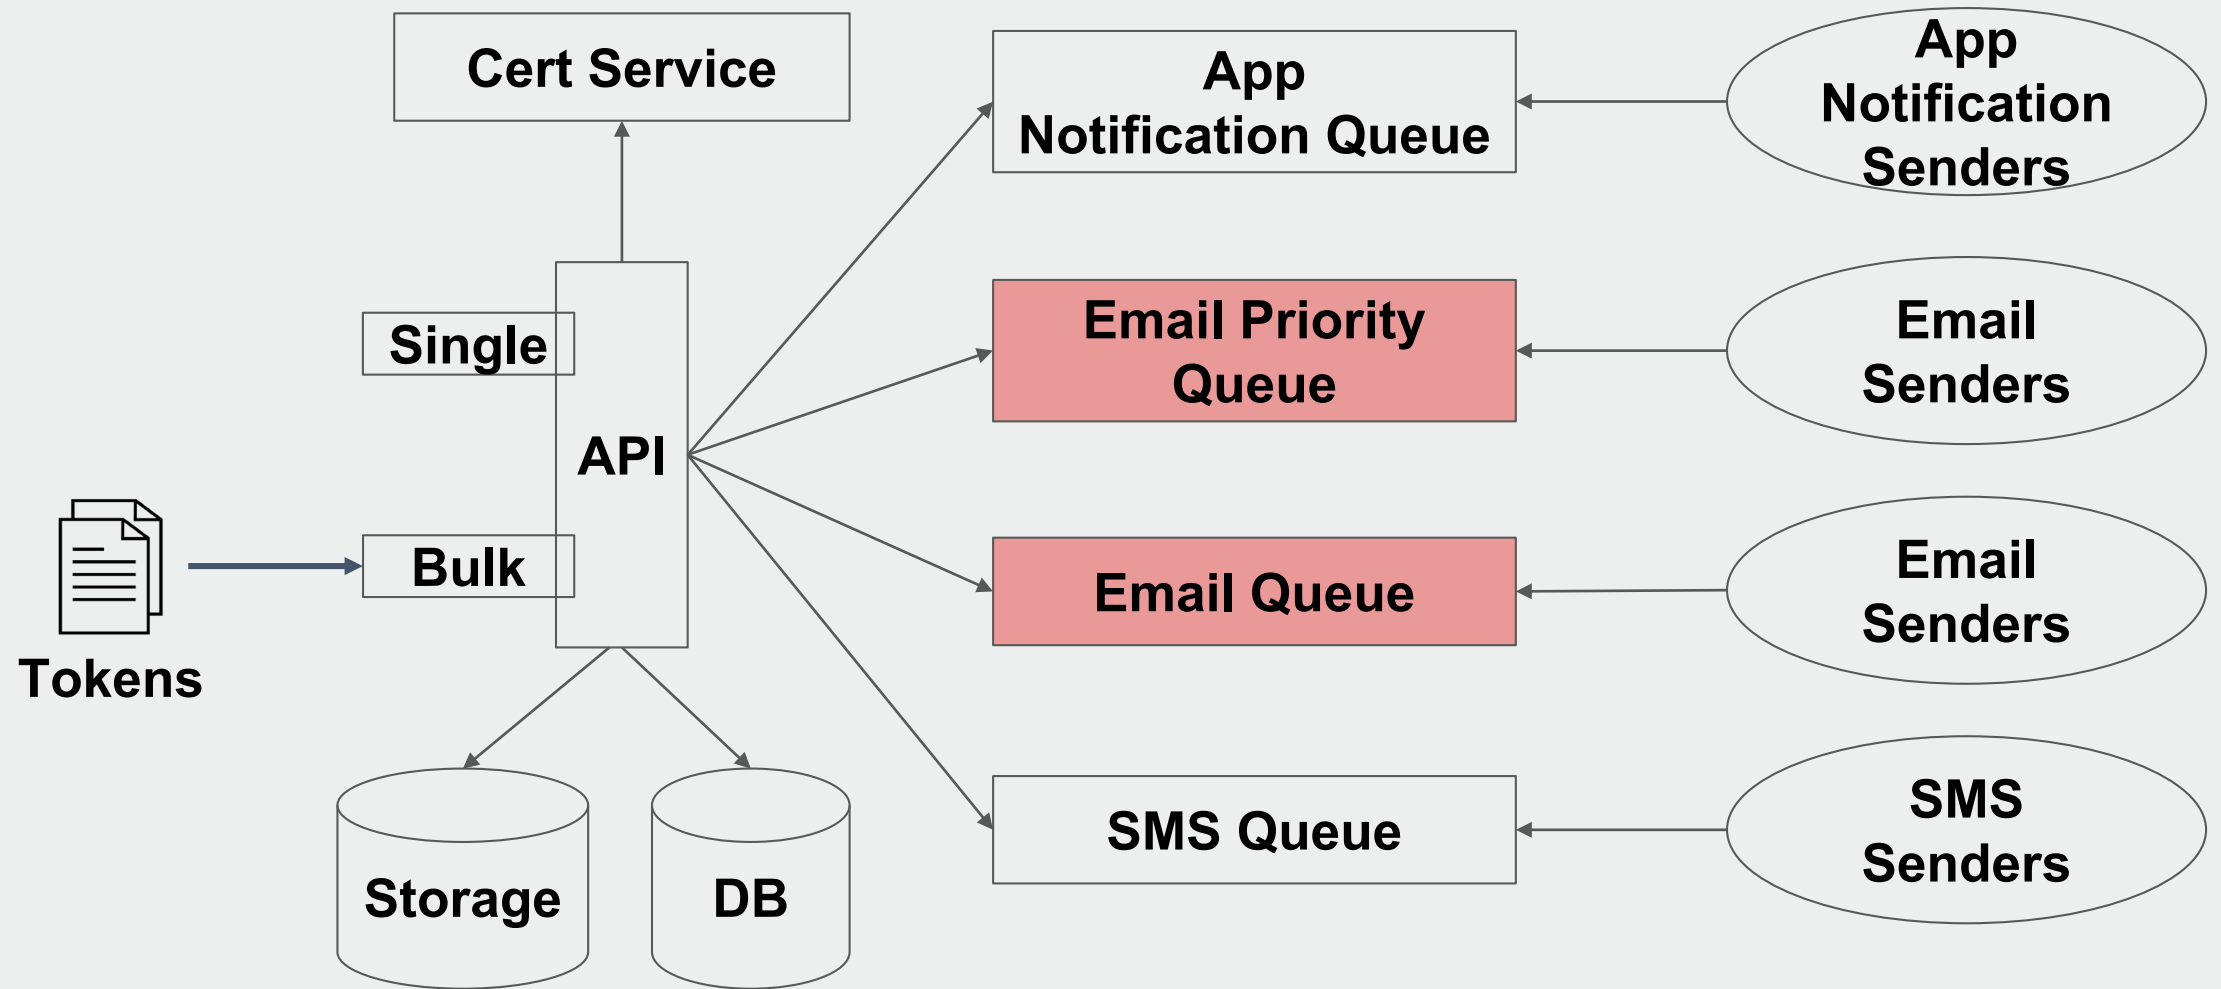 Cert Service
Single
API
Bulk
Tokens
Storage
DB
App
Notification Queue
Email Priority
Queue
Email Queue
SMS Queue
App
Notification
Senders
Email
Senders
Email
Senders
SMS
Senders